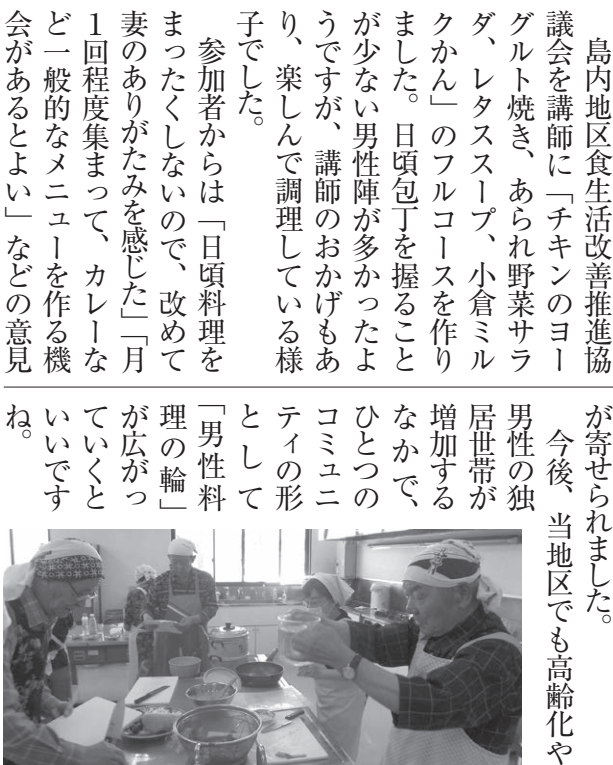 島内地区食生活改善推進協
議会を講師に「チキンのヨー
グルト焼き、あられ野菜サラ
ダ、レタススープ、小倉ミル
クかん」のフルコースを作り
ました。日頃包丁を握ること
が少ない男性陣が多かったよ
うですが、講師のおかげもあ
り、楽しんで調理している様
子でした。
参加者からは「日頃料理を
まったくしないので、改めて
妻のありがたみを感じた」「月
1回程度集まって、カレーな
ど一般的なメニューを作る機
会があるとよい」などの意見
が寄せられました。
今後、当地区でも高齢化や
男性の独
居世帯が
増加する
なかで、
ひとつの
コミュニ
ティの形
として
「男性料
理の輪」
が広がっ
ていくと
いいです
ね。